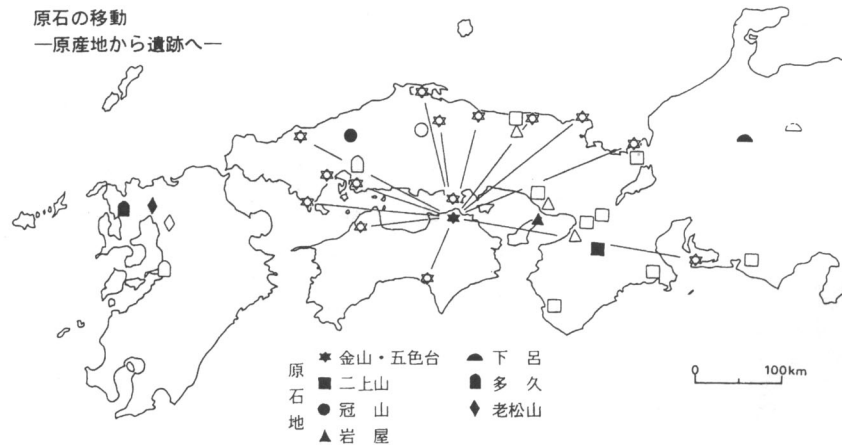 原石の移動
―原産地から遺跡へ―
原石地
金山・五色台
二上山
冠 山
岩 屋
下 呂
多 久
老松山
0 100km